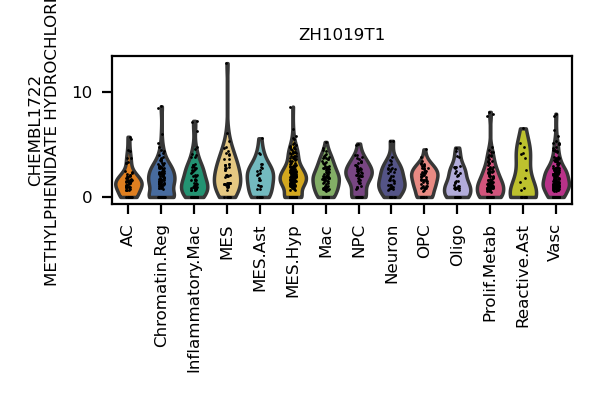 ZH1019T1
CHEMBL1722
METHYLPHENIDATE HYDROCHLORI
10
0
AC
Chromatin.Reg
Inflammatory.Mac
MES
MES.Ast
MES.Hyp
Mac
NPC
Neuron
OPC
Oligo
Prolif.Metab
Reactive.Ast
Vasc